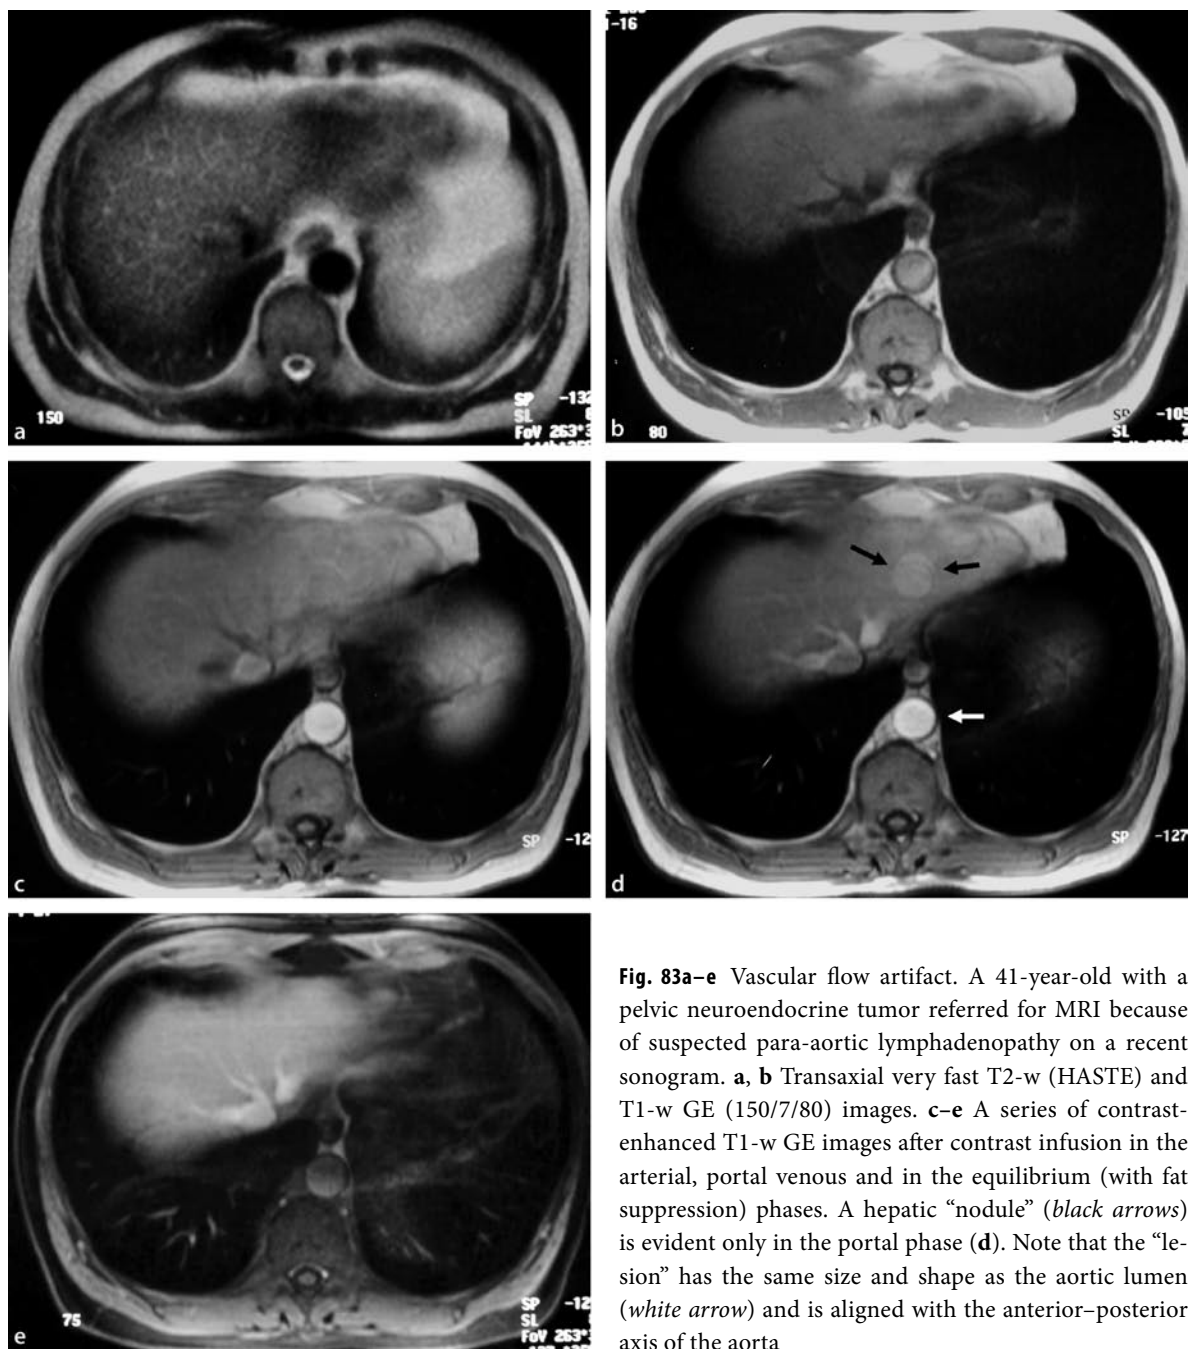 1-16
a
150
SP -132
SL
FoV 263*3
b
80
SP -105
SL 7
c
SP -12
d
SP -127
e
75
SP -12
SL
FoV 263*3
Fig. 83a–e Vascular flow artifact. A 41-year-old with a
pelvic neuroendocrine tumor referred for MRI because
of suspected para-aortic lymphadenopathy on a recent
sonogram. a, b Transaxial very fast T2-w (HASTE) and
T1-w GE (150/7/80) images. c–e A series of contrast-
enhanced T1-w GE images after contrast infusion in the
arterial, portal venous and in the equilibrium (with fat
suppression) phases. A hepatic “nodule” (black arrows)
is evident only in the portal phase (d). Note that the “le-
sion” has the same size and shape as the aortic lumen
(white arrow) and is aligned with the anterior–posterior
axis of the aorta